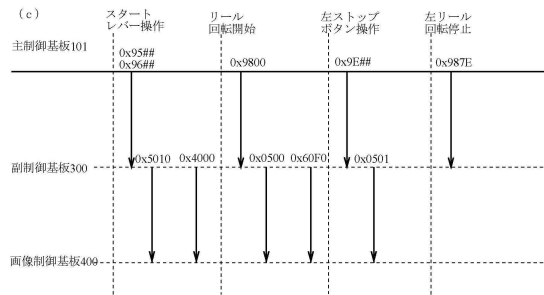 (c)
スタート
レバー操作
リール
回転開始
左ストップ
ボタン操作
左リール
回転停止
主制御基板101
0x95##
0x96##
0x9800
0x9E##
0x987E
副制御基板300
0x5010
0x4000
0x0500
0x60F0
0x0501
画像制御基板400